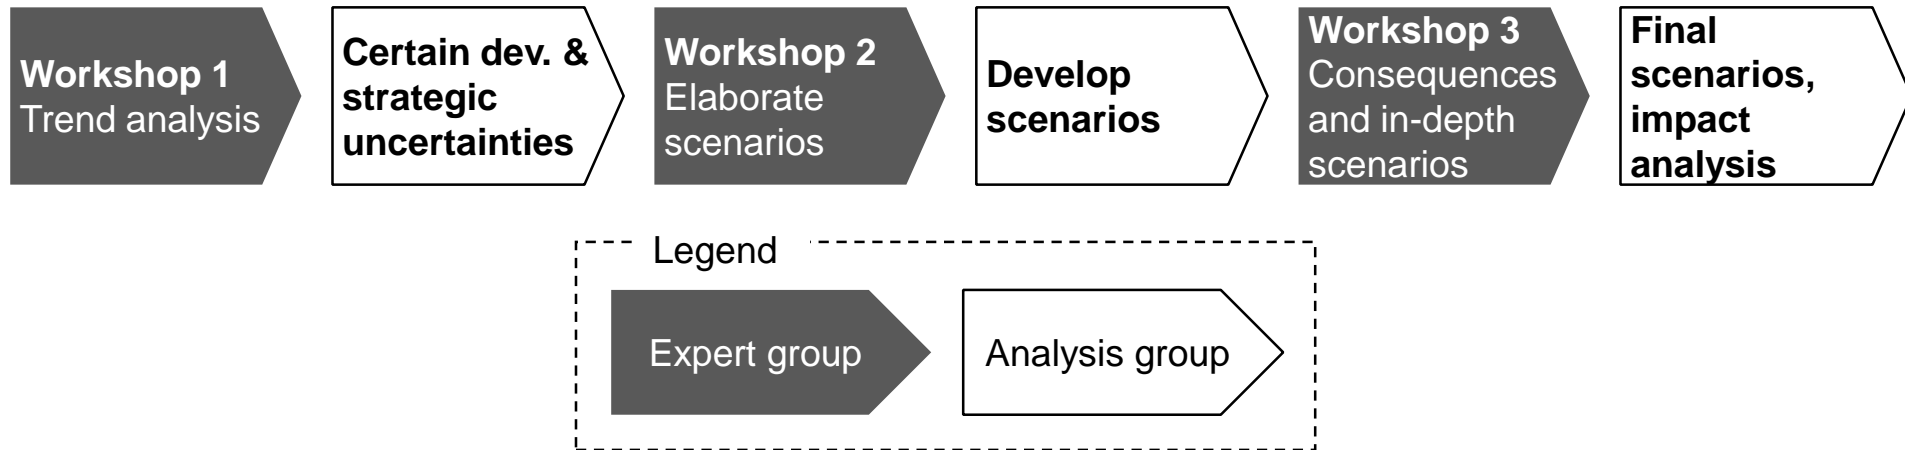 Workshop 1
Trend analysis
Certain dev. &
strategic
uncertainties
Workshop 2
Elaborate
scenarios
Develop
scenarios
Workshop 3
Consequences
and in-depth
scenarios
Final
scenarios,
impact
analysis
Legend
Expert group
Analysis group